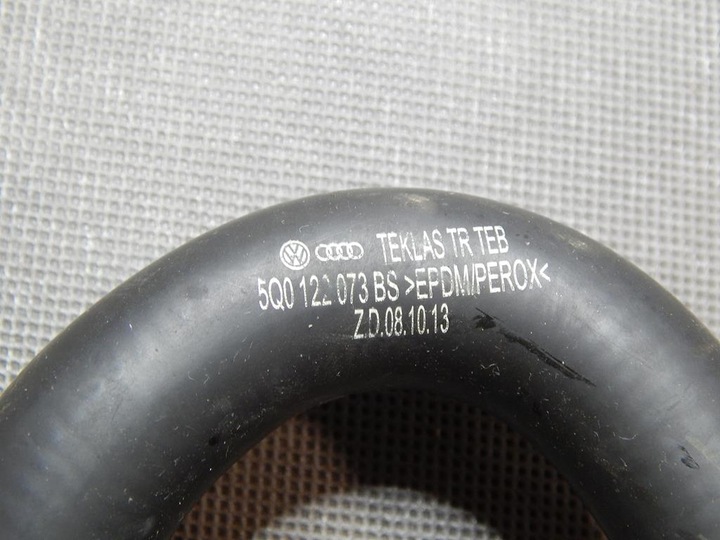 TEKLAS TR TEB
5Q0 122 073 BS >EPDM/PEROX<
Z.D.08.10.13